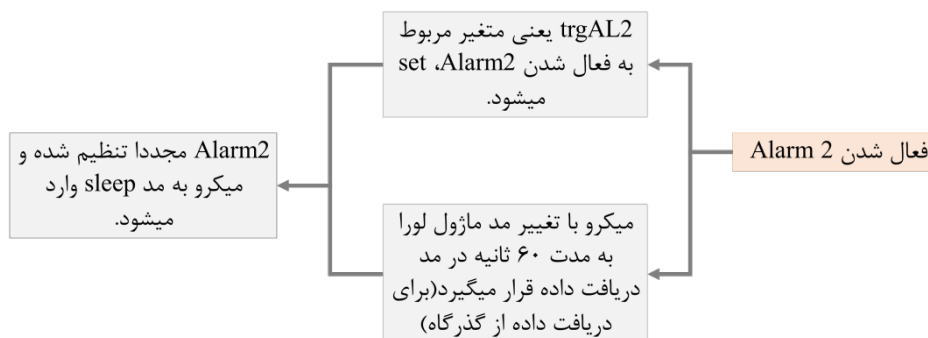 فعال شدن Alarm 2
trgAL2 یعنی متغیر مربوط
به فعال شدن Alarm2، set
میشود.
میکرو با تغییر مد ماژول لورا
به مدت ۶۰ ثانیه در مد
دریافت داده قرار میگیرد(برای
دریافت داده از گذرگاه)
Alarm2 مجددا تنظیم شده و
میکرو به مد sleep وارد
میشود.